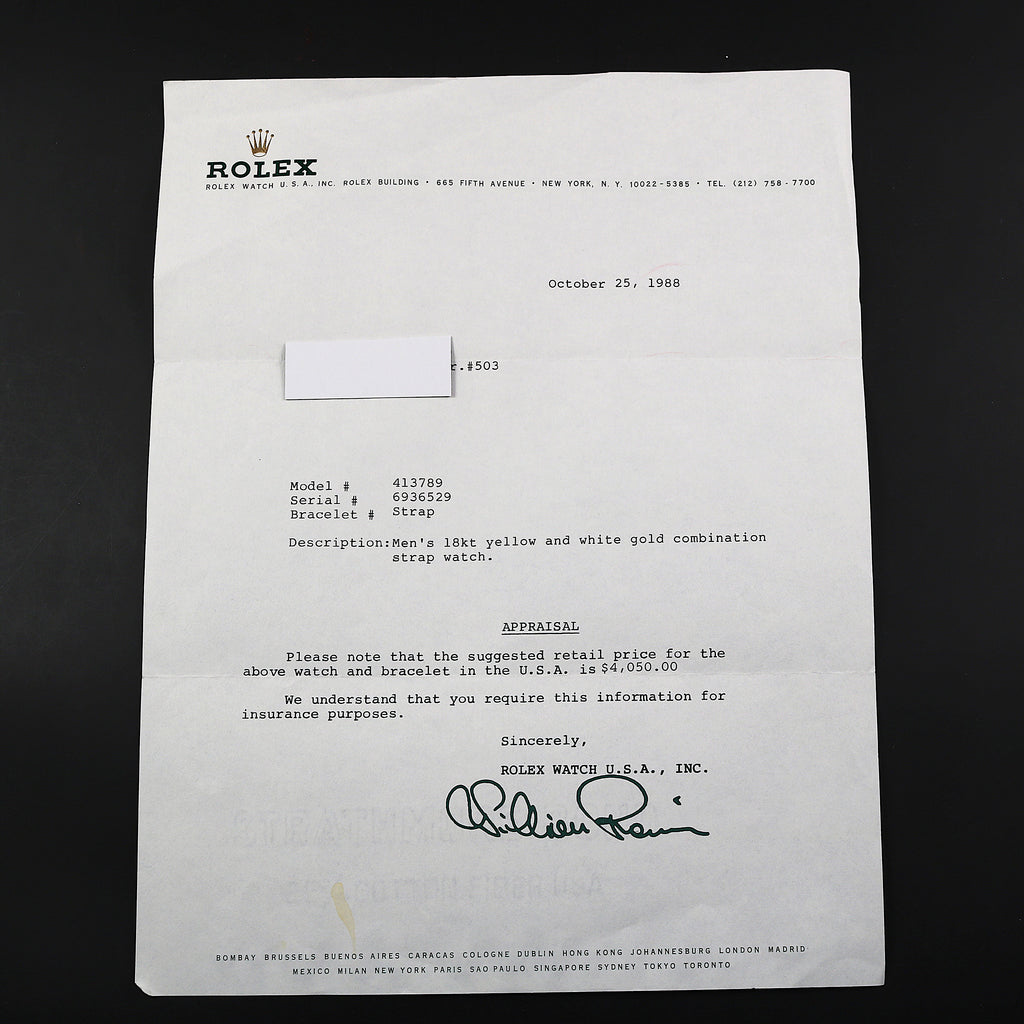 ROLEX
ROLEX WATCH U.S.A., INC. ROLEX BUILDING • 665 FIFTH AVENUE • NEW YORK, N.Y. 10022-5385 • TEL. (212) 758-7700
October 25, 1988
r.#503
Model # 413789
Serial # 6936529
Bracelet # Strap
Description:Men's 18kt yellow and white gold combination
strap watch.
APPRAISAL
Please note that the suggested retail price for the
above watch and bracelet in the U.S.A. is $4,050.00
We understand that you require this information for
insurance purposes.
Sincerely,
ROLEX WATCH U.S.A., INC.
William
BOMBAY BRUSSELS BUENOS AIRES CARACAS COLOGNE DUBLIN HONG KONG JOHANNESBURG LONDON MADRID
MEXICO MILAN NEW YORK PARIS SAO PAULO SINGAPORE SYDNEY TOKYO TORONTO